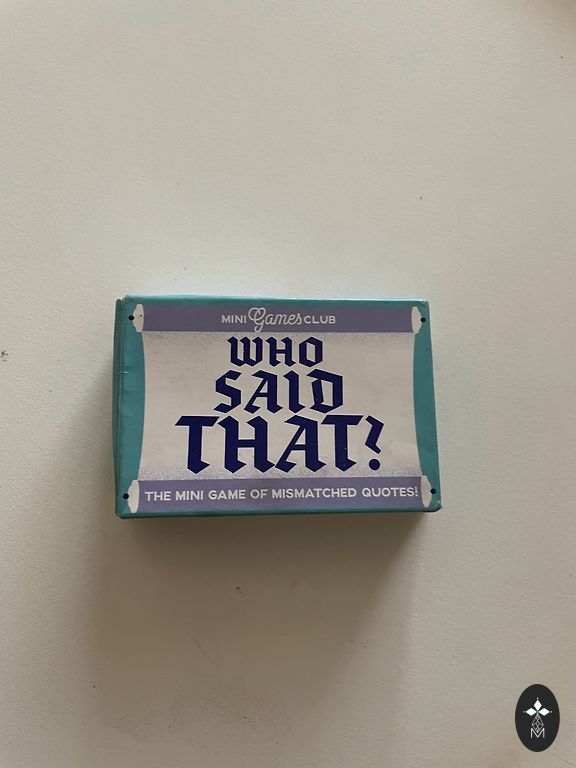 MINI Games CLUB
WHO
SAID
THAT?
THE MINI GAME OF MISMATCHED QUOTES!
M